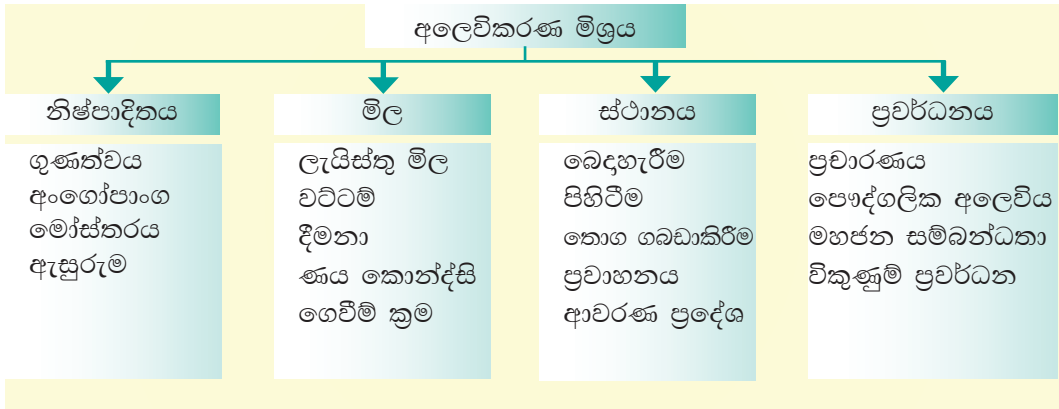 අලෙවිකරණ මිශ්‍රය
නිෂ්පාදිතය
ගුණත්වය
අංගෝපාංග
මෝස්තරය
ඇසුරුම
මිල
ලැයිස්තු මිල
වට්ටම්
දීමනා
ණය කොන්ද්සි
ගෙවීම් ක්‍රම
ස්ථානය
බෙදාහැරීම
පිහිටීම
තොග ගබඩාකිරීම
ප්‍රවාහනය
ආවරණ ප්‍රදේශ
ප්‍රවර්ධනය
ප්‍රචාරණය
පෞද්ගලික අලෙවිය
මහජන සම්බන්ධතා
විකුණුම් ප්‍රවර්ධන